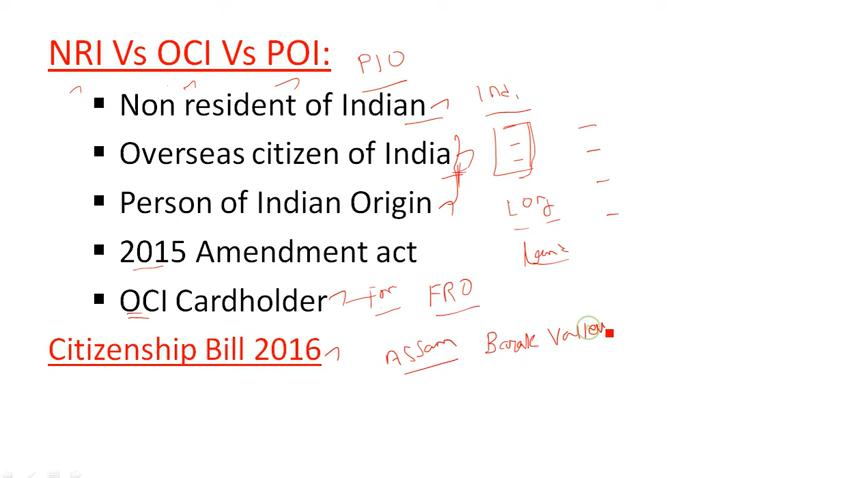 NRI Vs OCI Vs POI: PIO
▪ Non resident of Indian Ind.
▪ Overseas citizen of India
▪ Person of Indian Origin
▪ 2015 Amendment act
▪ OCI Cardholder For FRO
Citizenship Bill 2016 Assam Barak Valley